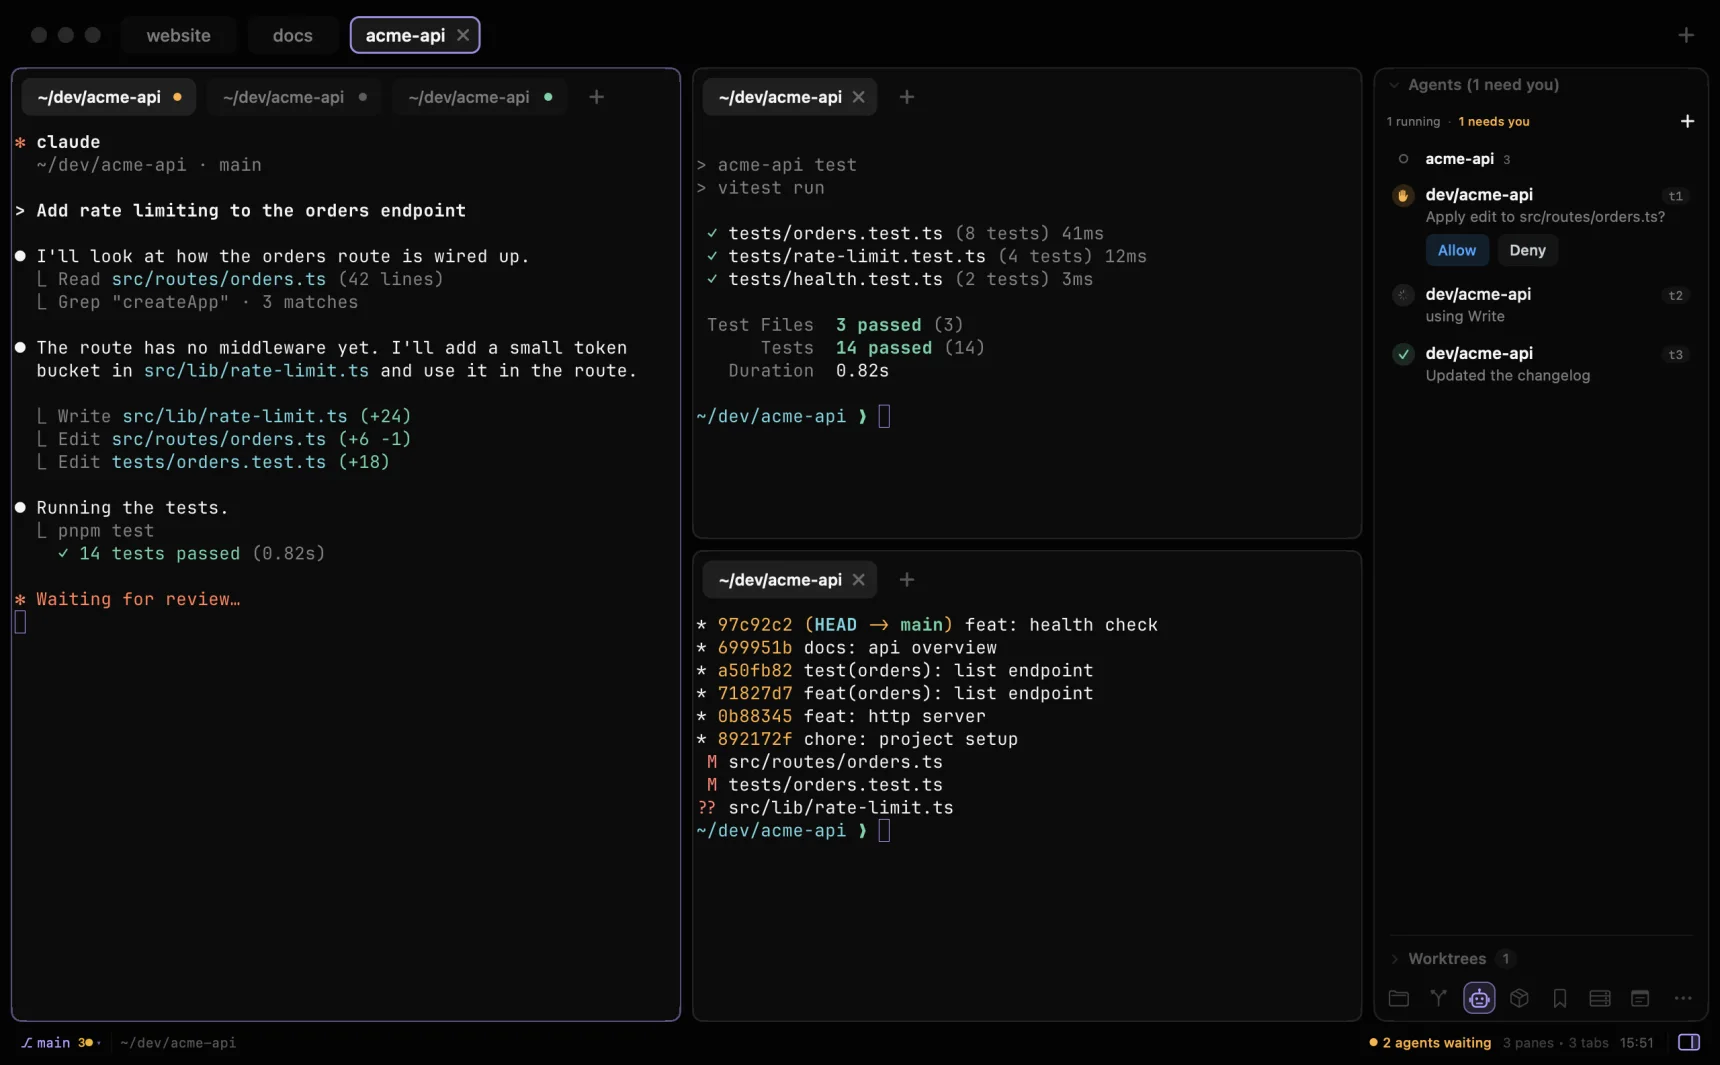 website docs acme-api
~/dev/acme-api ~/dev/acme-api ~/dev/acme-api
* claude
~/dev/acme-api · main
> Add rate limiting to the orders endpoint
● I'll look at how the orders route is wired up.
⎿ Read src/routes/orders.ts (42 lines)
⎿ Grep "createApp" · 3 matches
● The route has no middleware yet. I'll add a small token
bucket in src/lib/rate-limit.ts and use it in the route.
⎿ Write src/lib/rate-limit.ts (+24)
⎿ Edit src/routes/orders.ts (+6 -1)
⎿ Edit tests/orders.test.ts (+18)
● Running the tests.
⎿ pnpm test
✓ 14 tests passed (0.82s)
* Waiting for review…
~/dev/acme-api
> acme-api test
> vitest run
✓ tests/orders.test.ts (8 tests) 41ms
✓ tests/rate-limit.test.ts (4 tests) 12ms
✓ tests/health.test.ts (2 tests) 3ms
Test Files 3 passed (3)
Tests 14 passed (14)
Duration 0.82s
~/dev/acme-api ❯
~/dev/acme-api
* 97c92c2 (HEAD → main) feat: health check
* 699951b docs: api overview
* a50fb82 test(orders): list endpoint
* 71827d7 feat(orders): list endpoint
* 0b88345 feat: http server
* 892172f chore: project setup
M src/routes/orders.ts
M tests/orders.test.ts
?? src/lib/rate-limit.ts
~/dev/acme-api ❯
Agents (1 need you)
1 running · 1 needs you
acme-api 3
dev/acme-api t1
Apply edit to src/routes/orders.ts?
Allow Deny
dev/acme-api t2
using Write
dev/acme-api t3
Updated the changelog
Worktrees 1
main 3 ~/dev/acme-api
2 agents waiting 3 panes · 3 tabs 15:51